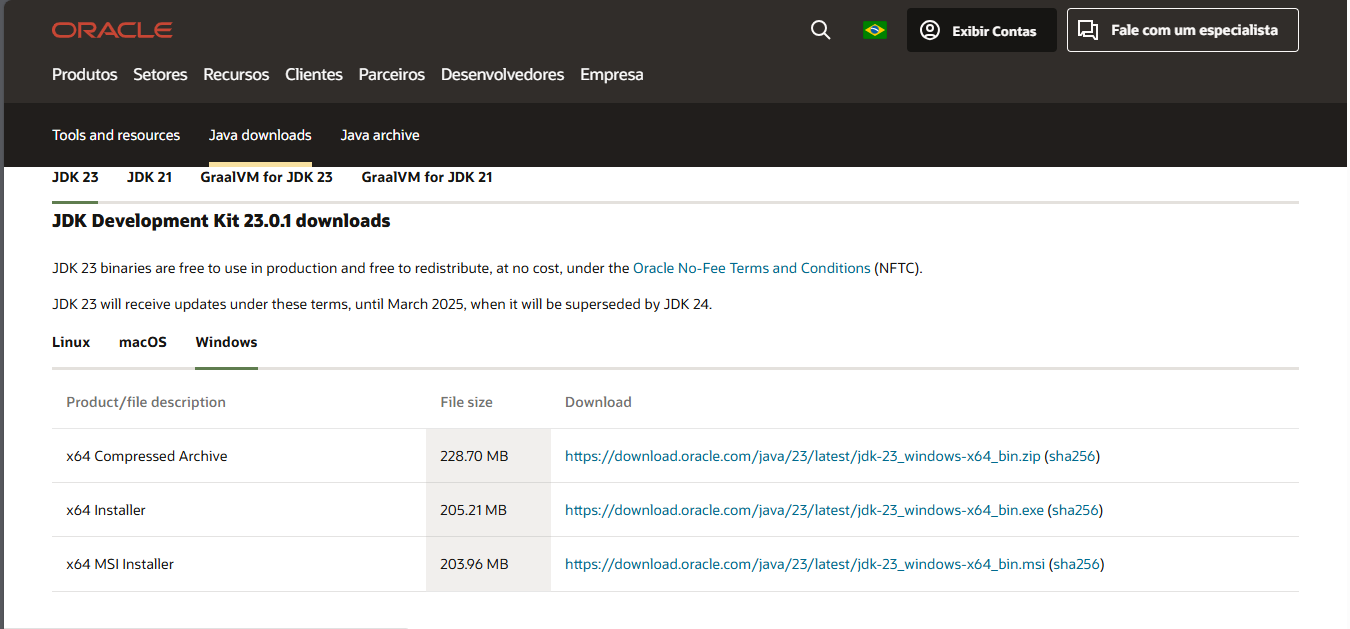 ORACLE
Exibir Contas
Fale com um especialista
Produtos Setores Recursos Clientes Parceiros Desenvolvedores Empresa
Tools and resources Java downloads Java archive
JDK 23 JDK 21 GraalVM for JDK 23 GraalVM for JDK 21
JDK Development Kit 23.0.1 downloads
JDK 23 binaries are free to use in production and free to redistribute, at no cost, under the Oracle No-Fee Terms and Conditions (NFTC).
JDK 23 will receive updates under these terms, until March 2025, when it will be superseded by JDK 24.
Linux macOS Windows
Product/file description File size Download
x64 Compressed Archive 228.70 MB https://download.oracle.com/java/23/latest/jdk-23_windows-x64_bin.zip (sha256)
x64 Installer 205.21 MB https://download.oracle.com/java/23/latest/jdk-23_windows-x64_bin.exe (sha256)
x64 MSI Installer 203.96 MB https://download.oracle.com/java/23/latest/jdk-23_windows-x64_bin.msi (sha256)